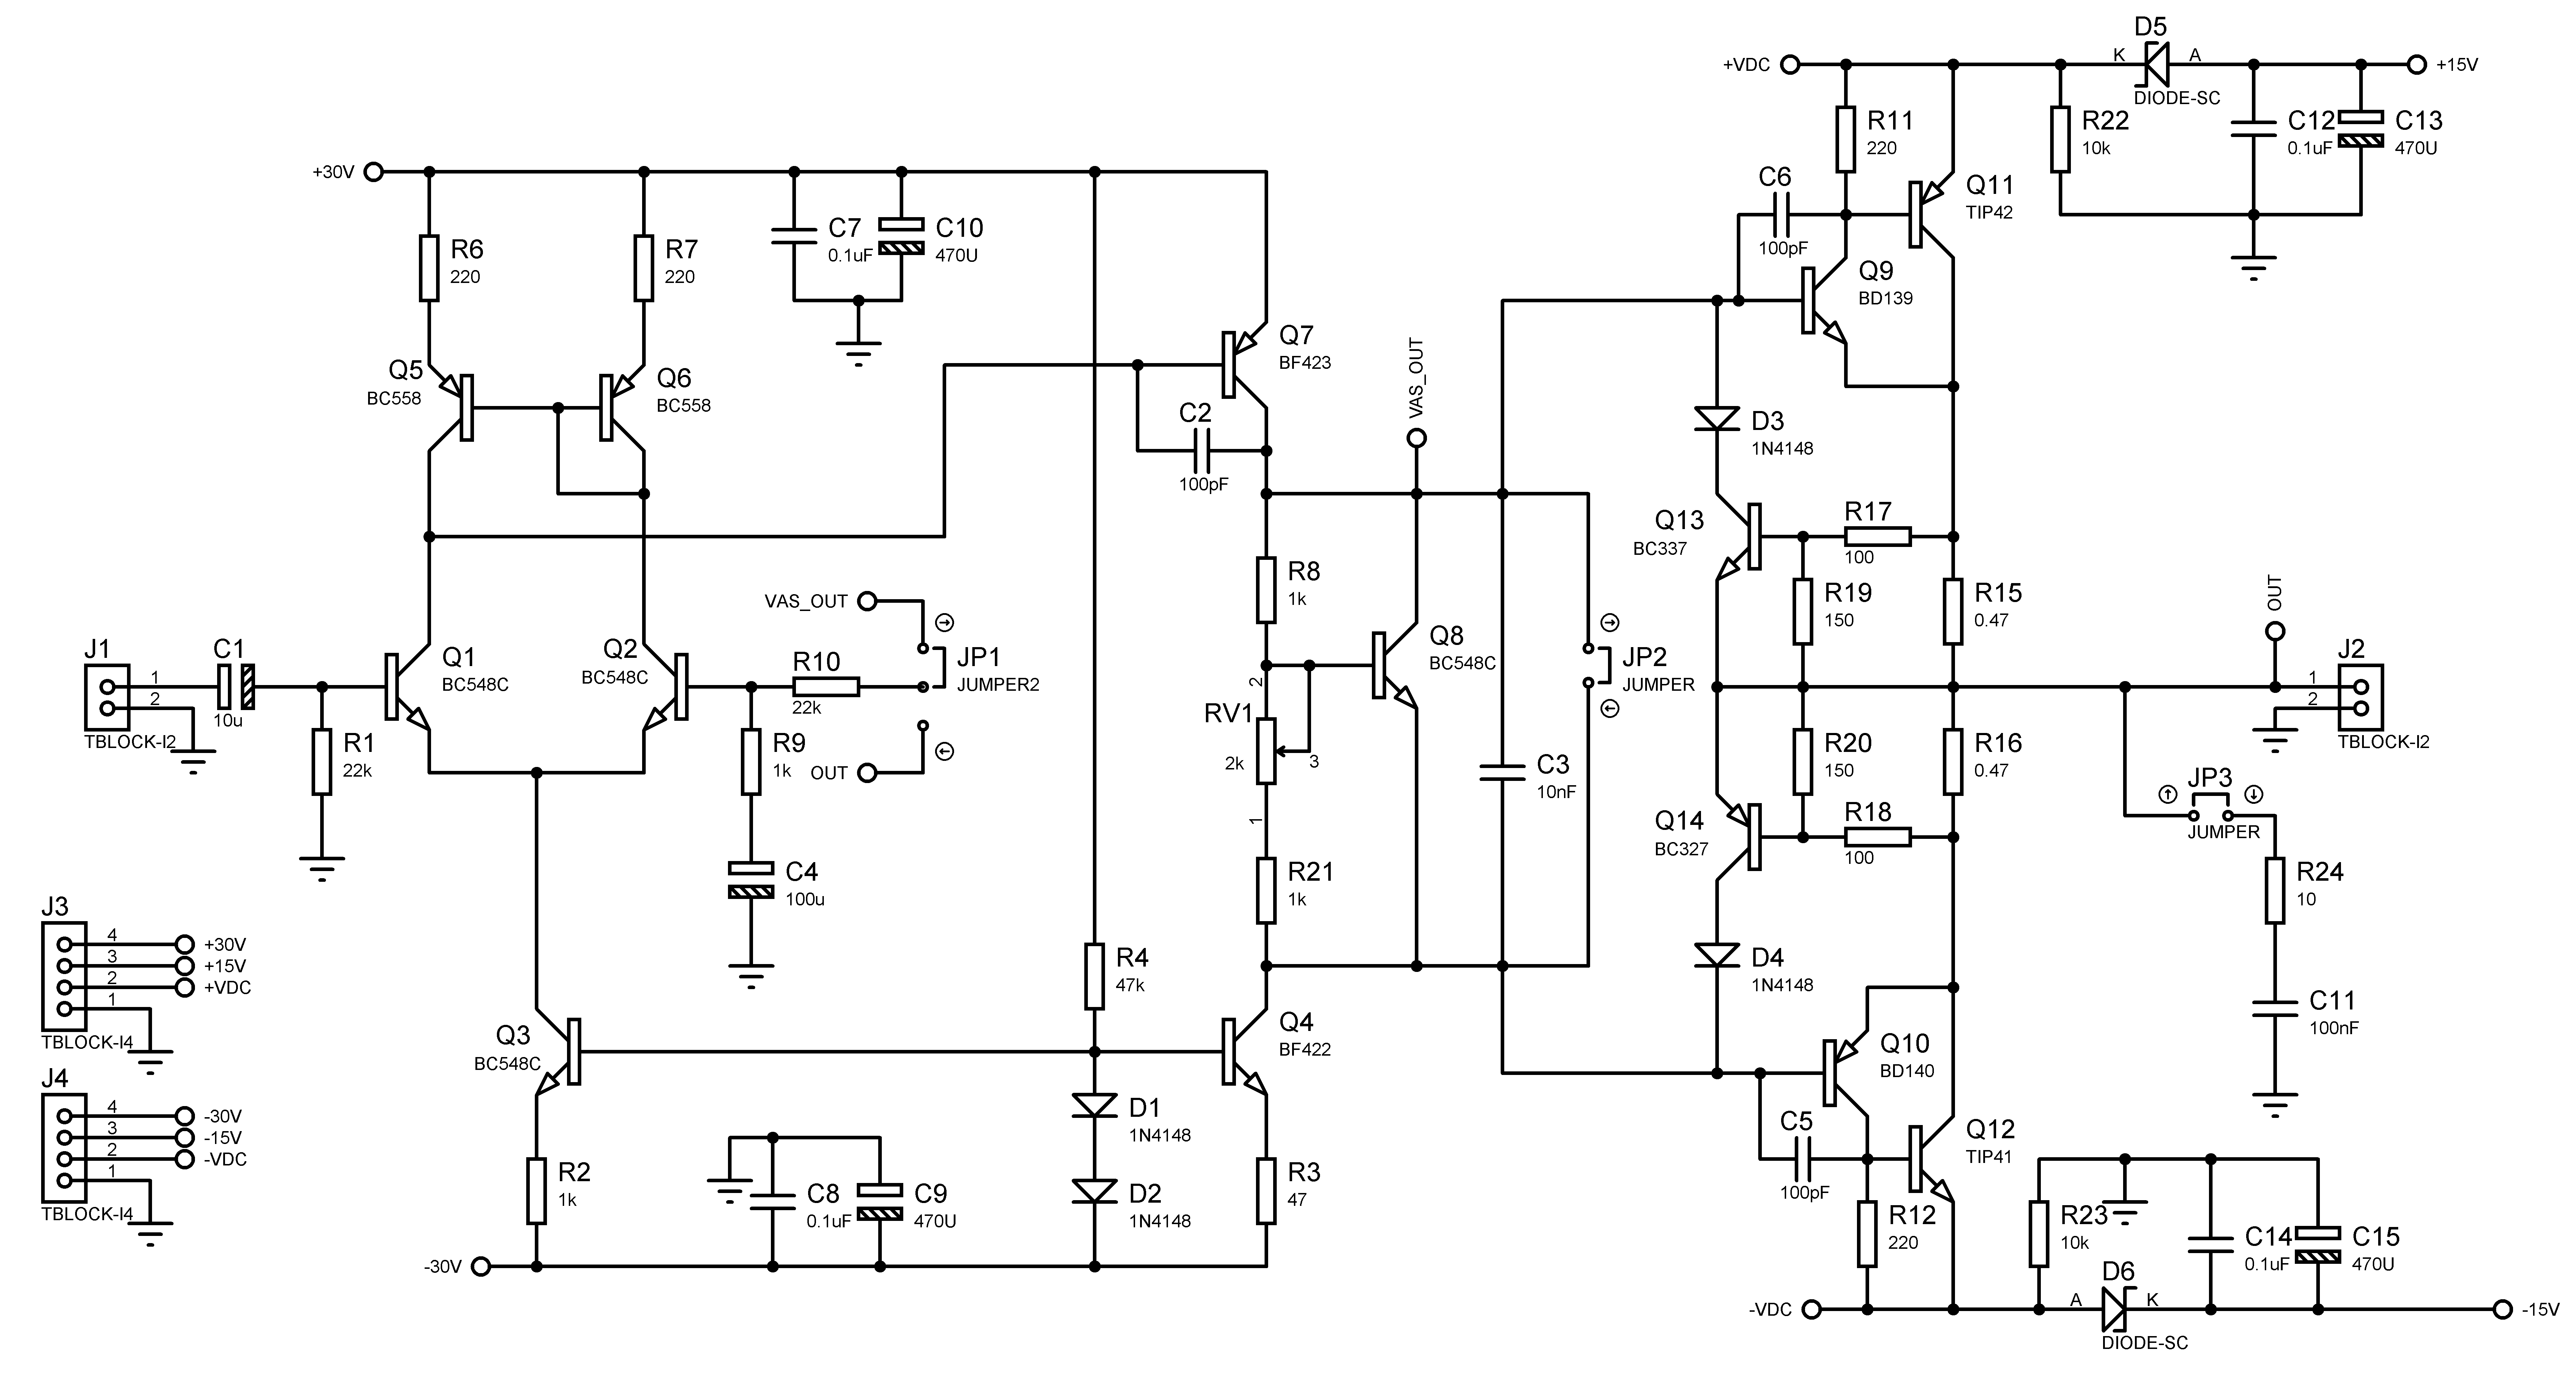 D5
+VDC
K
A
+15V
DIODE-SC
R11
220
R22
10k
C12
0.1uF
C13
470U
+30V
C6
100pF
Q11
TIP42
R6
220
R7
220
C7
0.1uF
C10
470U
Q9
BD139
Q7
BF423
Q5
BC558
Q6
BC558
VAS_OUT
C2
100pF
D3
1N4148
Q13
BC337
R17
100
R8
1k
VAS_OUT
R19
150
R15
0.47
OUT
J1
1
2
TBLOCK-I2
C1
10u
Q1
BC548C
Q2
BC548C
R10
22k
JP1
JUMPER2
Q8
BC548C
JP2
JUMPER
J2
1
2
TBLOCK-I2
R1
22k
R9
1k
OUT
2
RV1
2k
3
1
C3
10nF
R20
150
R16
0.47
JP3
JUMPER
Q14
BC327
R18
100
C4
100u
R21
1k
R24
10
J3
4
+30V
3
+15V
2
+VDC
1
TBLOCK-I4
R4
47k
D4
1N4148
C11
100nF
Q3
BC548C
Q4
BF422
Q10
BD140
J4
4
-30V
3
-15V
2
-VDC
1
TBLOCK-I4
D1
1N4148
C5
100pF
Q12
TIP41
R2
1k
C8
0.1uF
C9
470U
D2
1N4148
R3
47
R12
220
R23
10k
C14
0.1uF
C15
470U
-30V
D6
-VDC
A
K
-15V
DIODE-SC